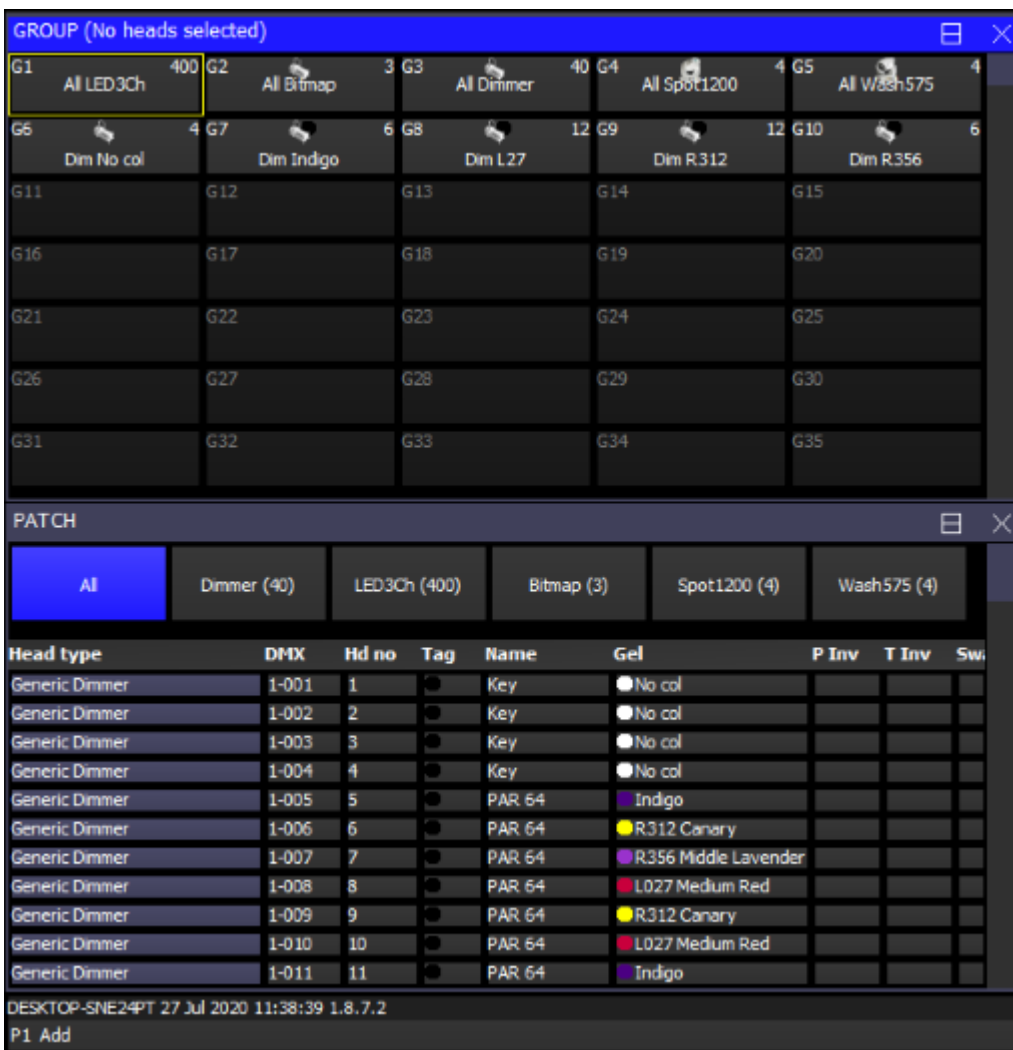 GROUP (No heads selected)
G1 400 G2 3 G3 40 G4 4 G5 4
All LED3Ch All Bitmap All Dimmer All Spot1200 All Wash575
G6 4 G7 6 G8 12 G9 12 G10 6
Dim No col Dim Indigo Dim L27 Dim R312 Dim R356
G11 G12 G13 G14 G15
G16 G17 G18 G19 G20
G21 G22 G23 G24 G25
G26 G27 G28 G29 G30
G31 G32 G33 G34 G35
PATCH
All Dimmer (40) LED3Ch (400) Bitmap (3) Spot1200 (4) Wash575 (4)
Head type DMX Hd no Tag Name Gel P Inv T Inv
Generic Dimmer 1-001 1 Key No col
Generic Dimmer 1-002 2 Key No col
Generic Dimmer 1-003 3 Key No col
Generic Dimmer 1-004 4 Key No col
Generic Dimmer 1-005 5 PAR 64 Indigo
Generic Dimmer 1-006 6 PAR 64 R312 Canary
Generic Dimmer 1-007 7 PAR 64 R356 Middle Lavender
Generic Dimmer 1-008 8 PAR 64 L027 Medium Red
Generic Dimmer 1-009 9 PAR 64 R312 Canary
Generic Dimmer 1-010 10 PAR 64 L027 Medium Red
Generic Dimmer 1-011 11 PAR 64 Indigo
DESKTOP-SNE24PT 27 Jul 2020 11:38:39 1.8.7.2
P1 Add